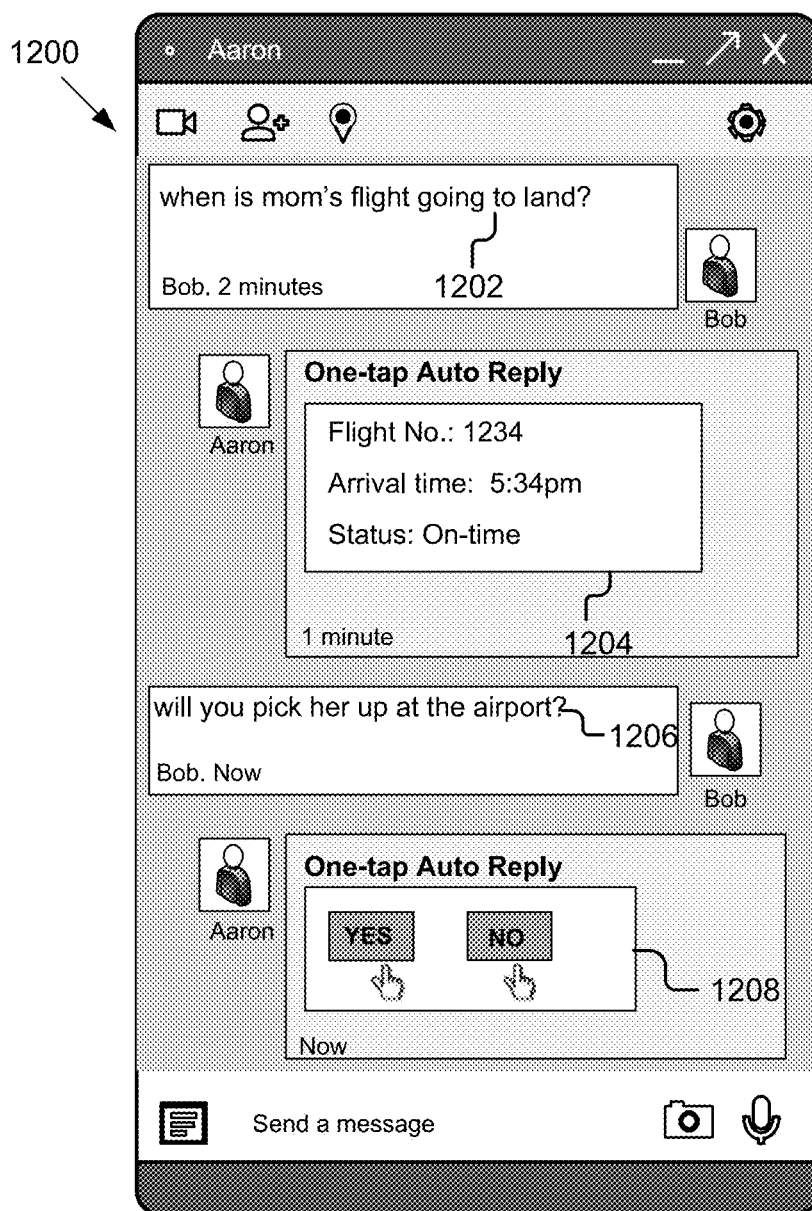 1200
Aaron
when is mom's flight going to land?
Bob. 2 minutes
1202
Bob
Aaron
One-tap Auto Reply
Flight No.: 1234
Arrival time: 5:34pm
Status: On-time
1 minute
1204
will you pick her up at the airport?
1206
Bob. Now
Bob
Aaron
One-tap Auto Reply
YES NO
1208
Now
Send a message